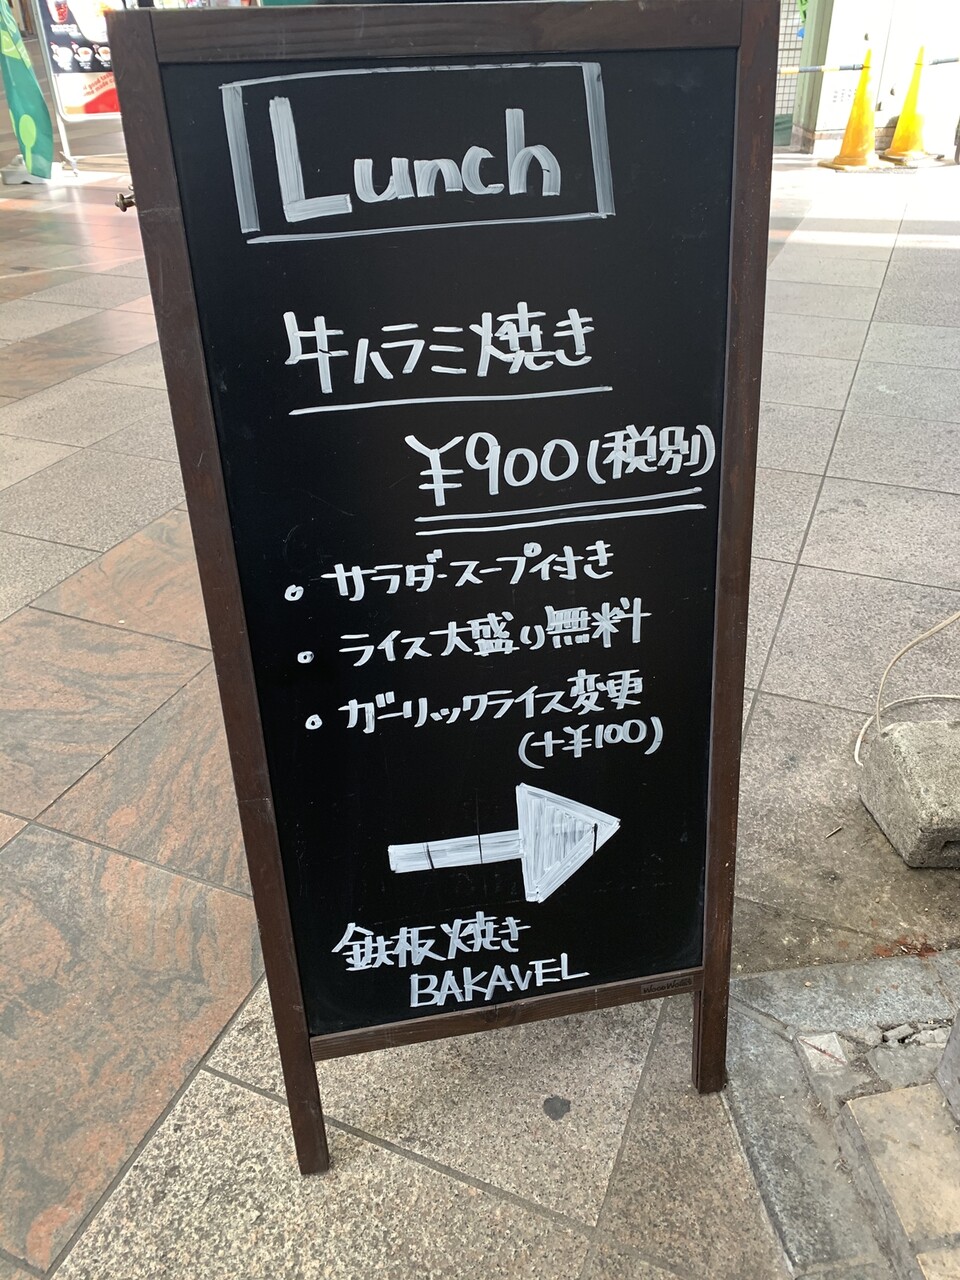 Lunch
牛ハラミ焼き
¥900(税別)
。サラダ・スープ付き
。ライス大盛り無料
。ガーリックライス変更
(+¥100)
鉄板焼き
BAKAVEL